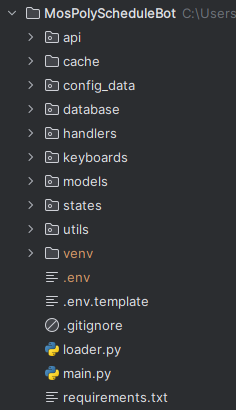 MosPolyScheduleBot C:\Users
api
cache
config_data
database
handlers
keyboards
models
states
utils
venv
.env
.env.template
.gitignore
loader.py
main.py
requirements.txt